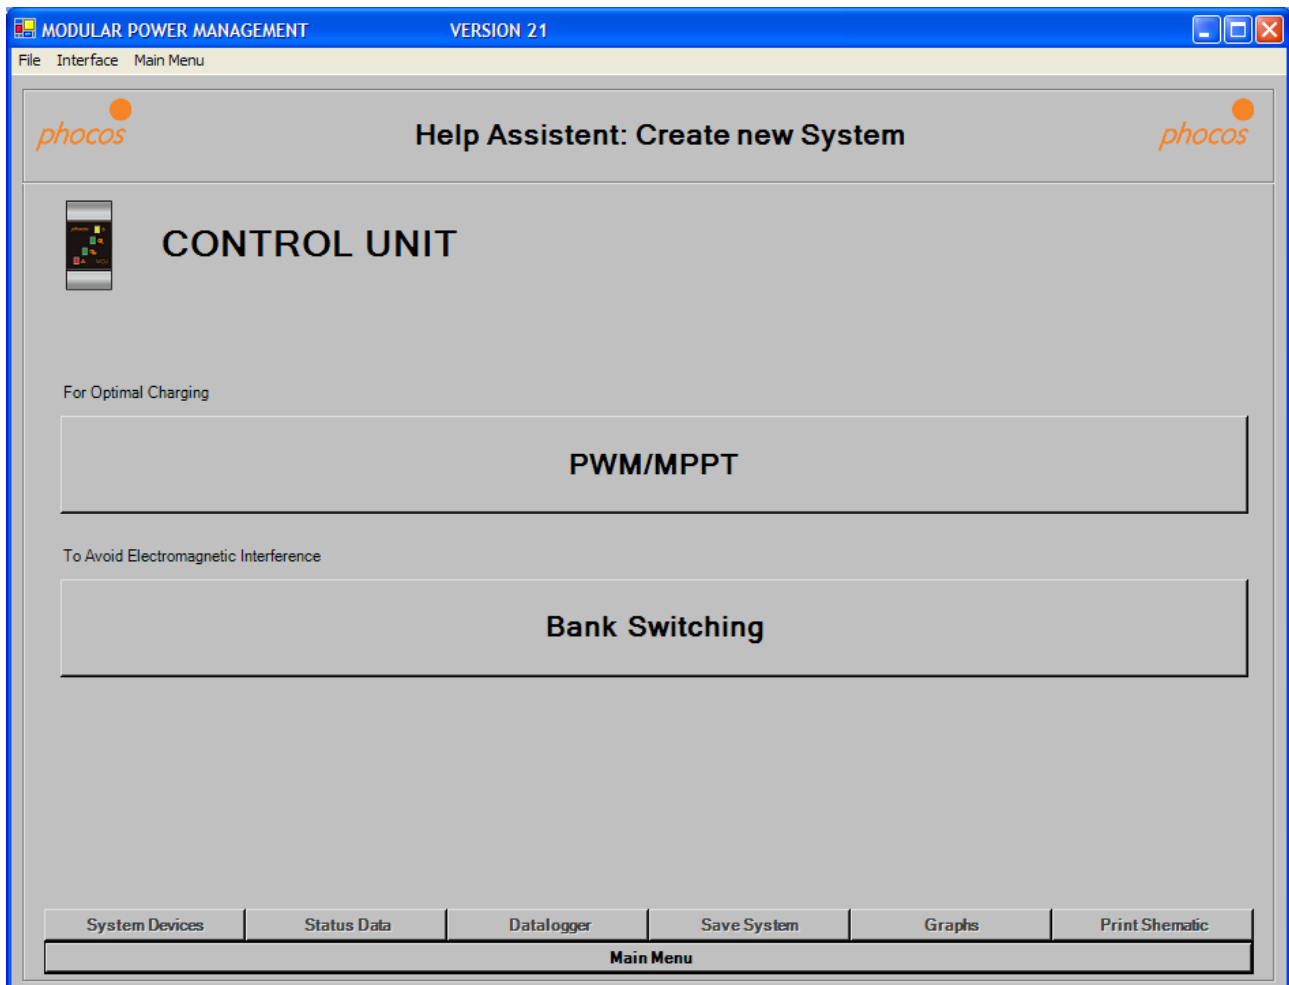 MODULAR POWER MANAGEMENT VERSION 21
File Interface Main Menu
phocos Help Assistent: Create new System phocos
CONTROL UNIT
For Optimal Charging
PWM/MPPT
To Avoid Electromagnetic Interference
Bank Switching
System Devices Status Data Datalogger Save System Graphs Print Shematic
Main Menu